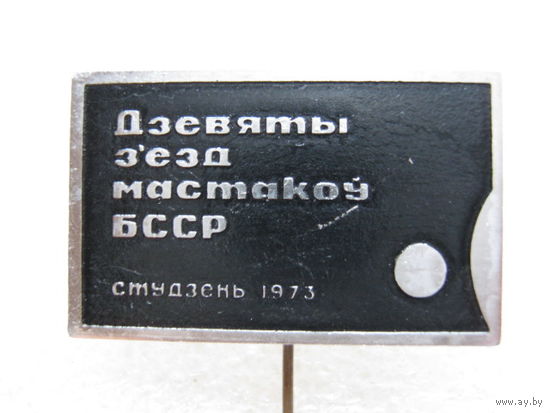 Дзевяты
з'езд
мастакоў
БССР
студзень 1973
www.ay.by